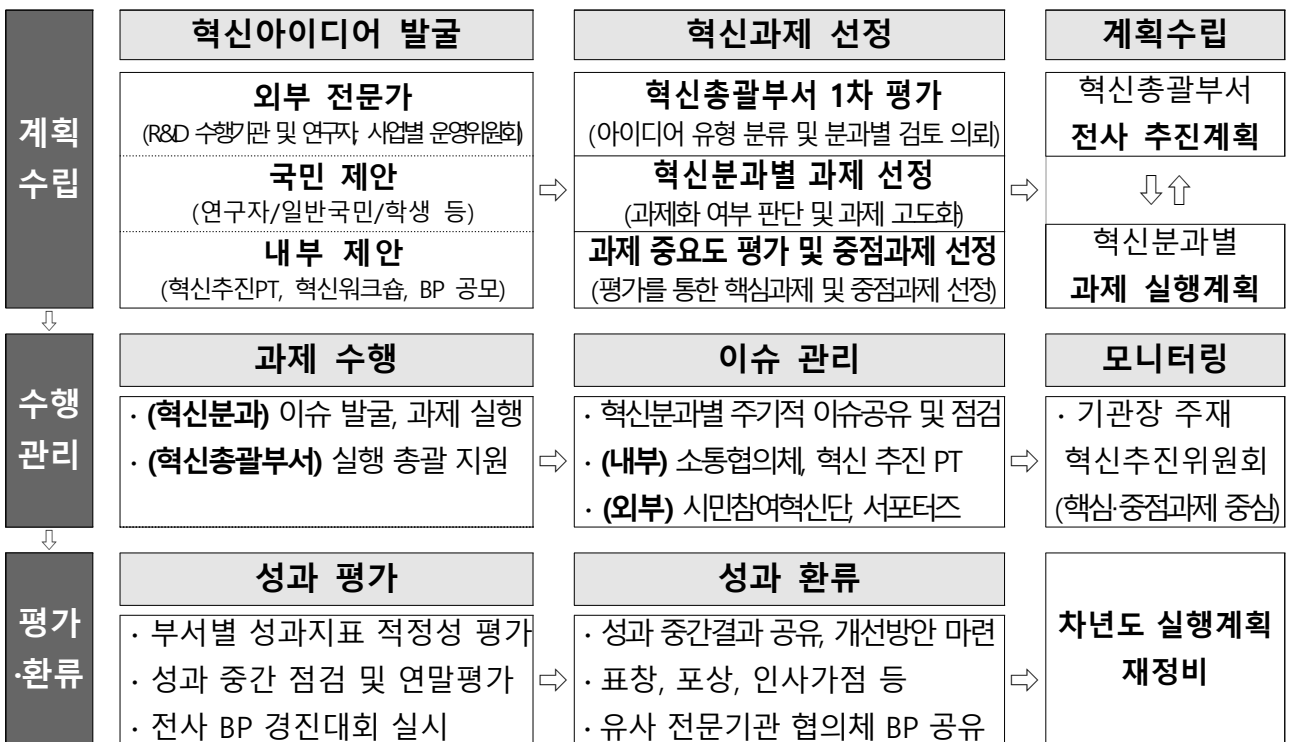 계획
수립
혁신아이디어 발굴
외부 전문가
(R&D 수행기관 및 연구자, 사업별 운영위원회)
국민 제안
(연구자/일반국민/학생 등)
내부 제안
(혁신추진PT, 혁신워크숍, BP 공모)
⇨
혁신과제 선정
혁신총괄부서 1차 평가
(아이디어 유형 분류 및 분과별 검토 의뢰)
혁신분과별 과제 선정
(과제화 여부 판단 및 과제 고도화)
과제 중요도 평가 및 중점과제 선정
(평가를 통한 핵심과제 및 중점과제 선정)
⇨
계획수립
혁신총괄부서
전사 추진계획
⇩⇧
혁신분과별
과제 실행계획
⇩
수행
관리
과제 수행
· (혁신분과) 이슈 발굴, 과제 실행
· (혁신총괄부서) 실행 총괄 지원
⇨
이슈 관리
· 혁신분과별 주기적 이슈공유 및 점검
· (내부) 소통협의체, 혁신 추진 PT
· (외부) 시민참여혁신단, 서포터즈
⇨
모니터링
· 기관장 주재
혁신추진위원회
(핵심·중점과제 중심)
⇩
평가
·환류
성과 평가
· 부서별 성과지표 적정성 평가
· 성과 중간 점검 및 연말평가
· 전사 BP 경진대회 실시
⇨
성과 환류
· 성과 중간결과 공유, 개선방안 마련
· 표창, 포상, 인사가점 등
· 유사 전문기관 협의체 BP 공유
⇨
차년도 실행계획
재정비